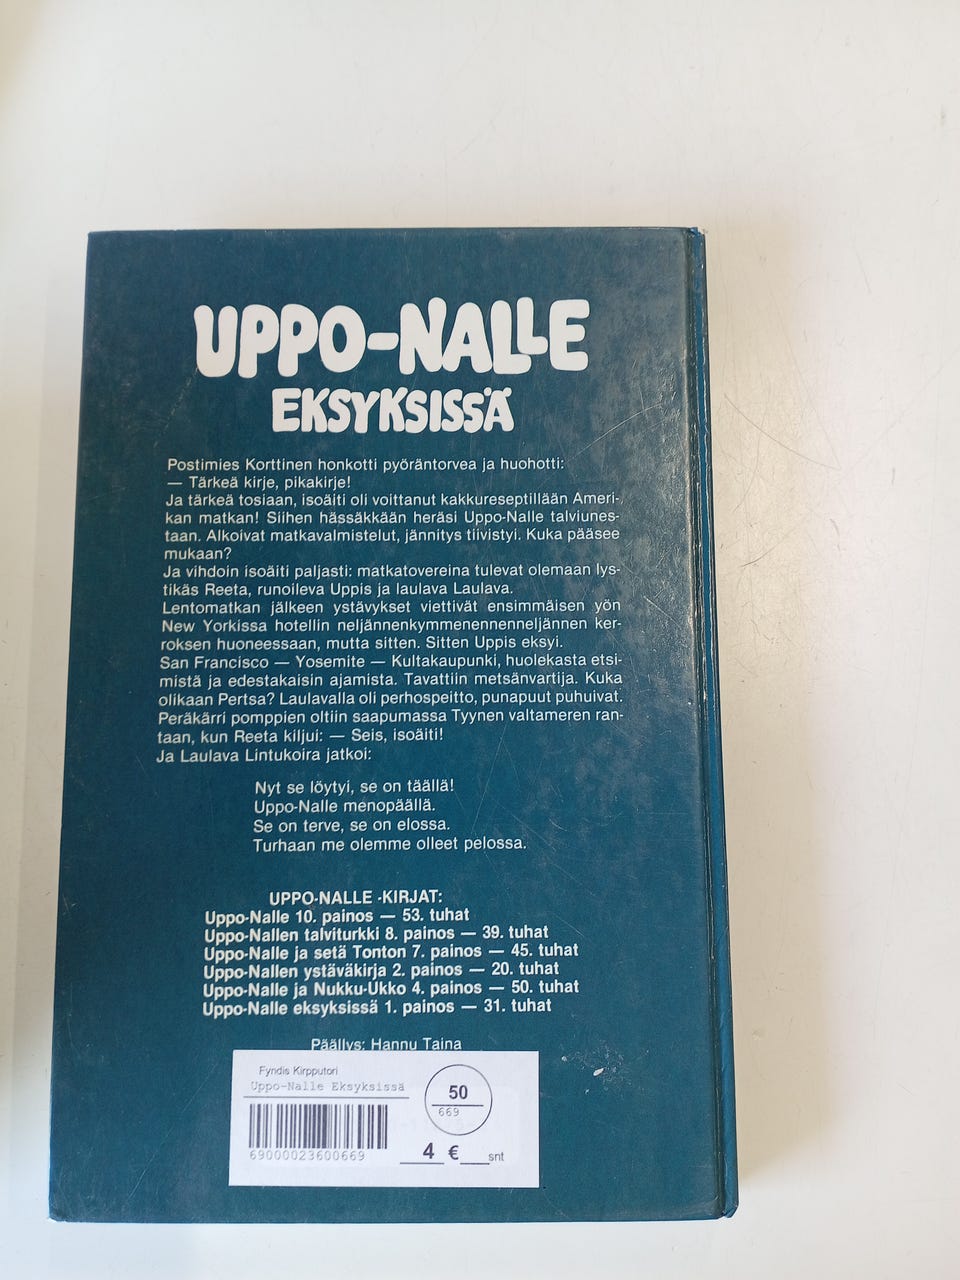 UPPO-NALLE
EKSYKSISSÄ
Postimies Korttinen honkotti pyöräntorvea ja huohotti:
— Tärkeä kirje, pikakirje!
Ja tärkeä tosiaan, isoäiti oli voittanut kakkureseptillään Ameri-
kan matkan! Siihen hässäkkään heräsi Uppo-Nalle talviunes-
taan. Alkoivat matkavalmistelut, jännitys tiivistyi. Kuka pääsee
mukaan?
Ja vihdoin isoäiti paljasti: matkatovereina tulevat olemaan lys-
tikäs Reeta, runoileva Uppis ja laulava Laulava.
Lentomatkan jälkeen ystävykset viettivät ensimmäisen yön
New Yorkissa hotellin neljännenkymmenennenneljännen ker-
roksen huoneessaan, mutta sitten. Sitten Uppis eksyi.
San Francisco — Yosemite — Kultakaupunki, huolekasta etsi-
mistä ja edestakaisin ajamista. Tavattiin metsänvartija. Kuka
olikaan Pertsa? Laulavalla oli perhospeitto, punapuut puhuivat.
Peräkärri pomppien oltiin saapumassa Tyynen valtameren ran-
taan, kun Reeta kiljui: — Seis, isoäiti!
Ja Laulava Lintukoira jatkoi:
Nyt se löytyi, se on täällä!
Uppo-Nalle menopäällä.
Se on terve, se on elossa.
Turhaan me olemme olleet pelossa.
UPPO-NALLE -KIRJAT:
Uppo-Nalle 10. painos — 53. tuhat
Uppo-Nallen talviturkki 8. painos — 39. tuhat
Uppo-Nalle ja setä Tonton 7. painos — 45. tuhat
Uppo-Nallen ystäväkirja 2. painos — 20. tuhat
Uppo-Nalle ja Nukku-Ukko 4. painos — 50. tuhat
Uppo-Nalle eksyksissä 1. painos — 31. tuhat
Päällys: Hannu Taina
Fyndis Kirpputori
Uppo-Nalle Eksyksissä
50
669
69000023600669
4 € snt